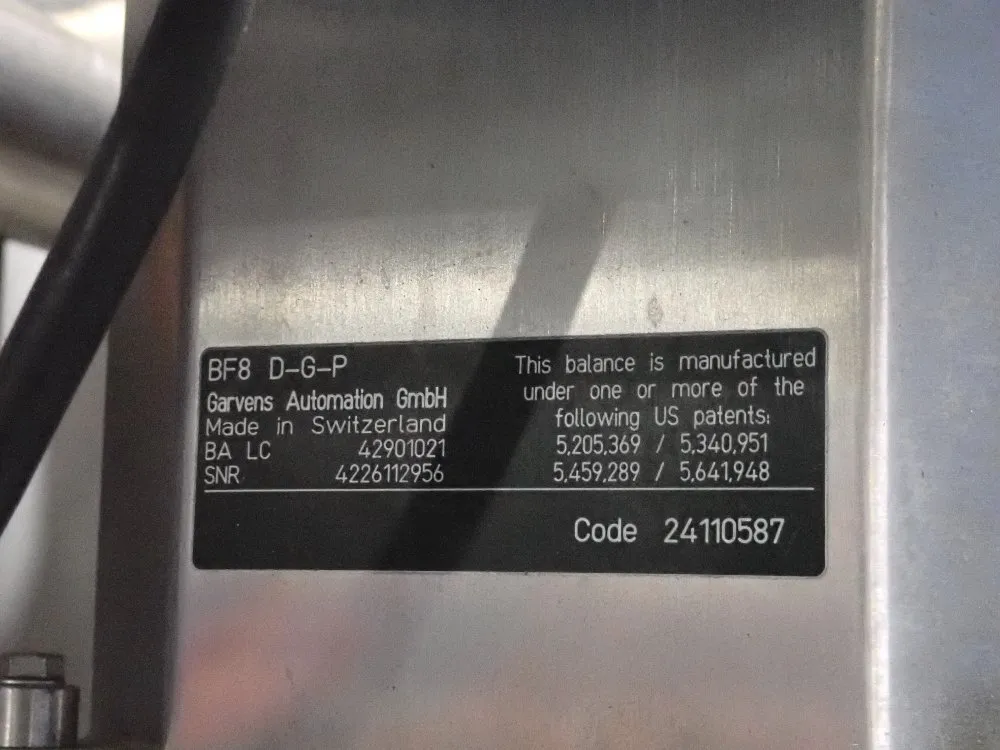 BF8 D-G-P
Garvens Automation GmbH
Made in Switzerland
BA LC 42901021
SNR 4226112956
This balance is manufactured
under one or more of the
following US patents:
5,205,369 / 5,340,951
5,459,289 / 5,641,948
Code 24110587